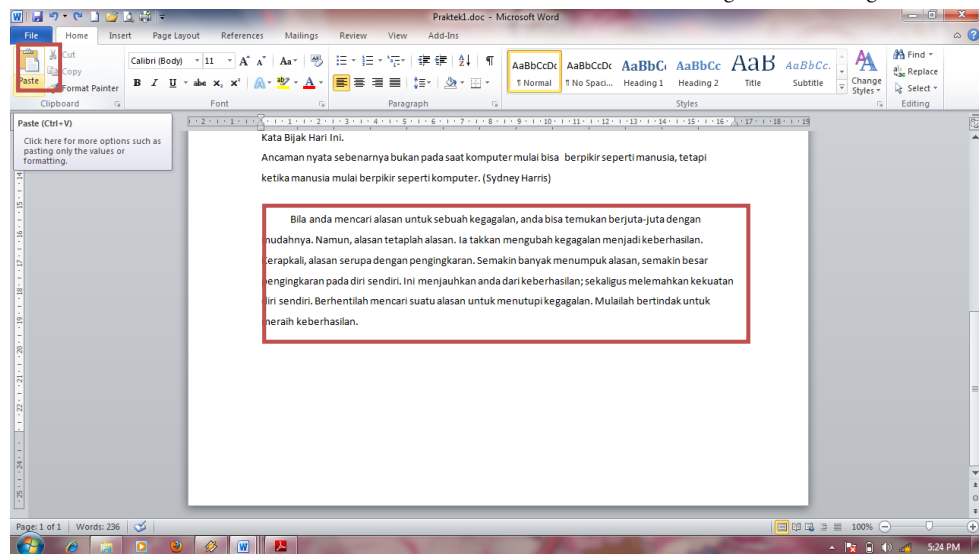 Praktek1.doc - Microsoft Word
File Home Insert Page Layout References Mailings Review View Add-Ins
Paste
Cut
Copy
Format Painter
Clipboard
Calibri (Body) 11
Font
Paragraph
AaBbCcDc AaBbCcDc AaBbC AaBbCc AaB AaBbCc.
¶ Normal ¶ No Spaci... Heading 1 Heading 2 Title Subtitle
Change Styles
Styles
Find
Replace
Select
Editing
Paste (Ctrl+V)
Click here for more options such as
pasting only the values or
formatting.
Kata Bijak Hari Ini.
Ancaman nyata sebenarnya bukan pada saat komputer mulai bisa berpikir seperti manusia, tetapi
ketika manusia mulai berpikir seperti komputer. (Sydney Harris)
Bila anda mencari alasan untuk sebuah kegagalan, anda bisa temukan berjuta-juta dengan
mudahnya. Namun, alasan tetaplah alasan. Ia takkan mengubah kegagalan menjadi keberhasilan.
Kerapkali, alasan serupa dengan pengingkaran. Semakin banyak menumpuk alasan, semakin besar
pengingkaran pada diri sendiri. Ini menjauhkan anda dari keberhasilan; sekaligus melemahkan kekuatan
diri sendiri. Berhentilah mencari suatu alasan untuk menutupi kegagalan. Mulailah bertindak untuk
meraih keberhasilan.
Page: 1 of 1 Words: 236 100%
5:24 PM